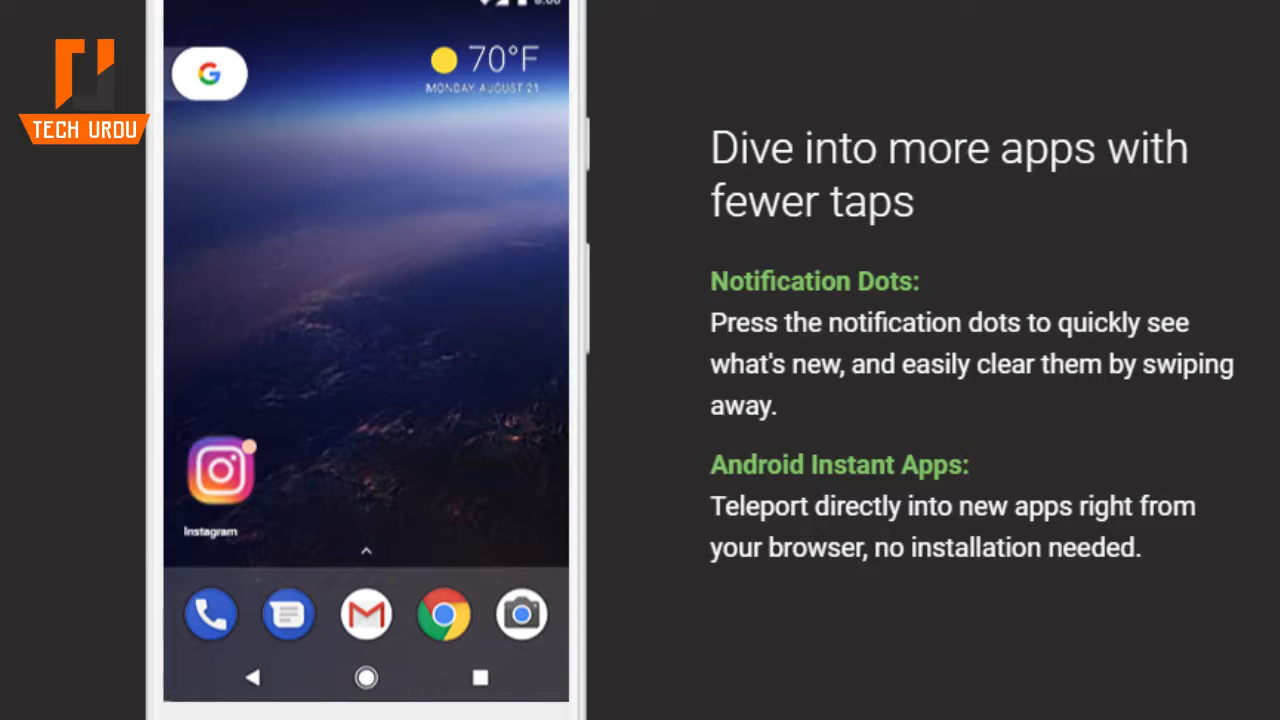 TECH URDU
G
70°F
MONDAY, AUGUST 21
Instagram
Dive into more apps with
fewer taps
Notification Dots:
Press the notification dots to quickly see
what's new, and easily clear them by swiping
away.
Android Instant Apps:
Teleport directly into new apps right from
your browser, no installation needed.